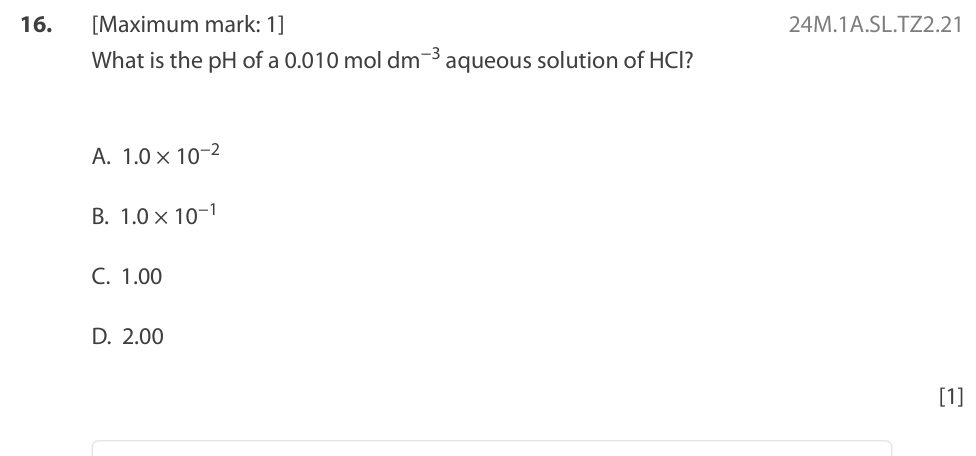 16. [Maximum mark: 1] 24M.1A.SL.TZ2.21
What is the pH of a 0.010 mol dm⁻³ aqueous solution of HCl?
A. 1.0 × 10⁻²
B. 1.0 × 10⁻¹
C. 1.00
D. 2.00
[1]